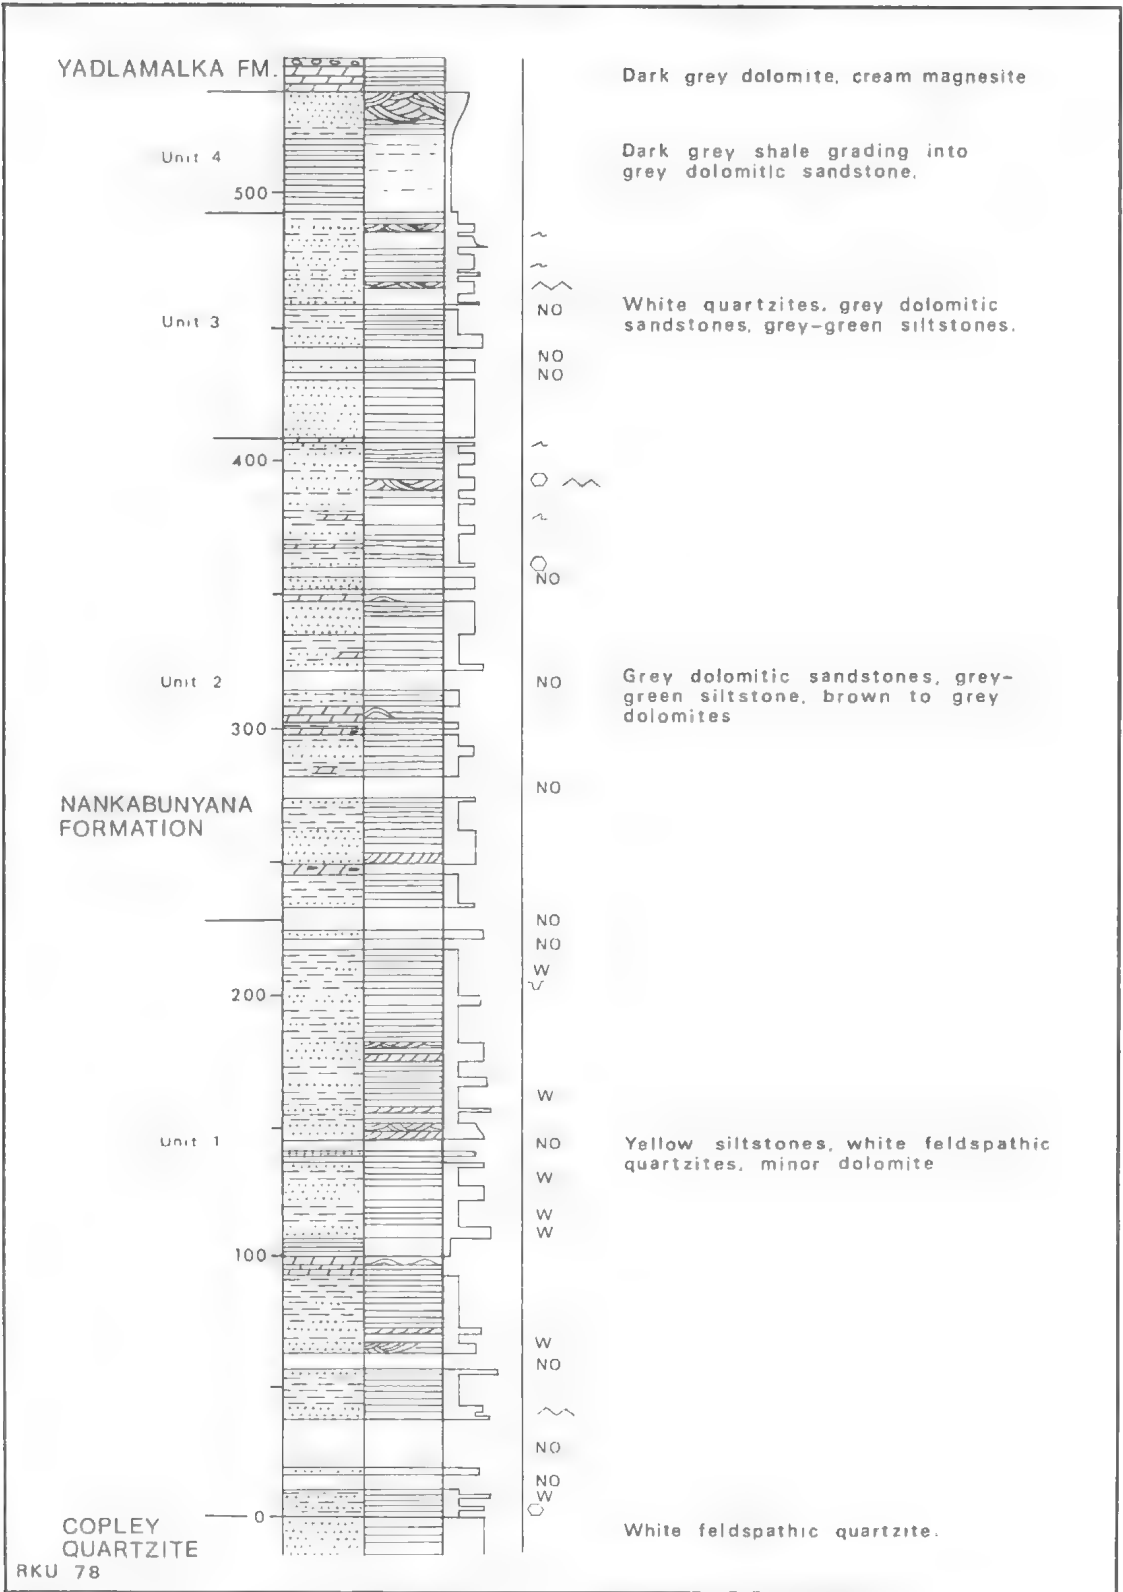 YADLAMALKA FM.
Dark grey dolomite, cream magnesite
Unit 4
Dark grey shale grading into
grey dolomitic sandstone.
500
Unit 3
NO
White quartzites, grey dolomitic
sandstones, grey-green siltstones.
NO
NO
400
NO
Unit 2
NO
Grey dolomitic sandstones, grey-
green siltstone, brown to grey
dolomites
300
NO
NANKABUNYANA
FORMATION
NO
NO
W
200
W
Unit 1
NO
Yellow siltstones, white feldspathic
quartzites, minor dolomite
W
W
W
100
W
NO
NO
NO
W
0
COPLEY
QUARTZITE
White feldspathic quartzite.
RKU 78